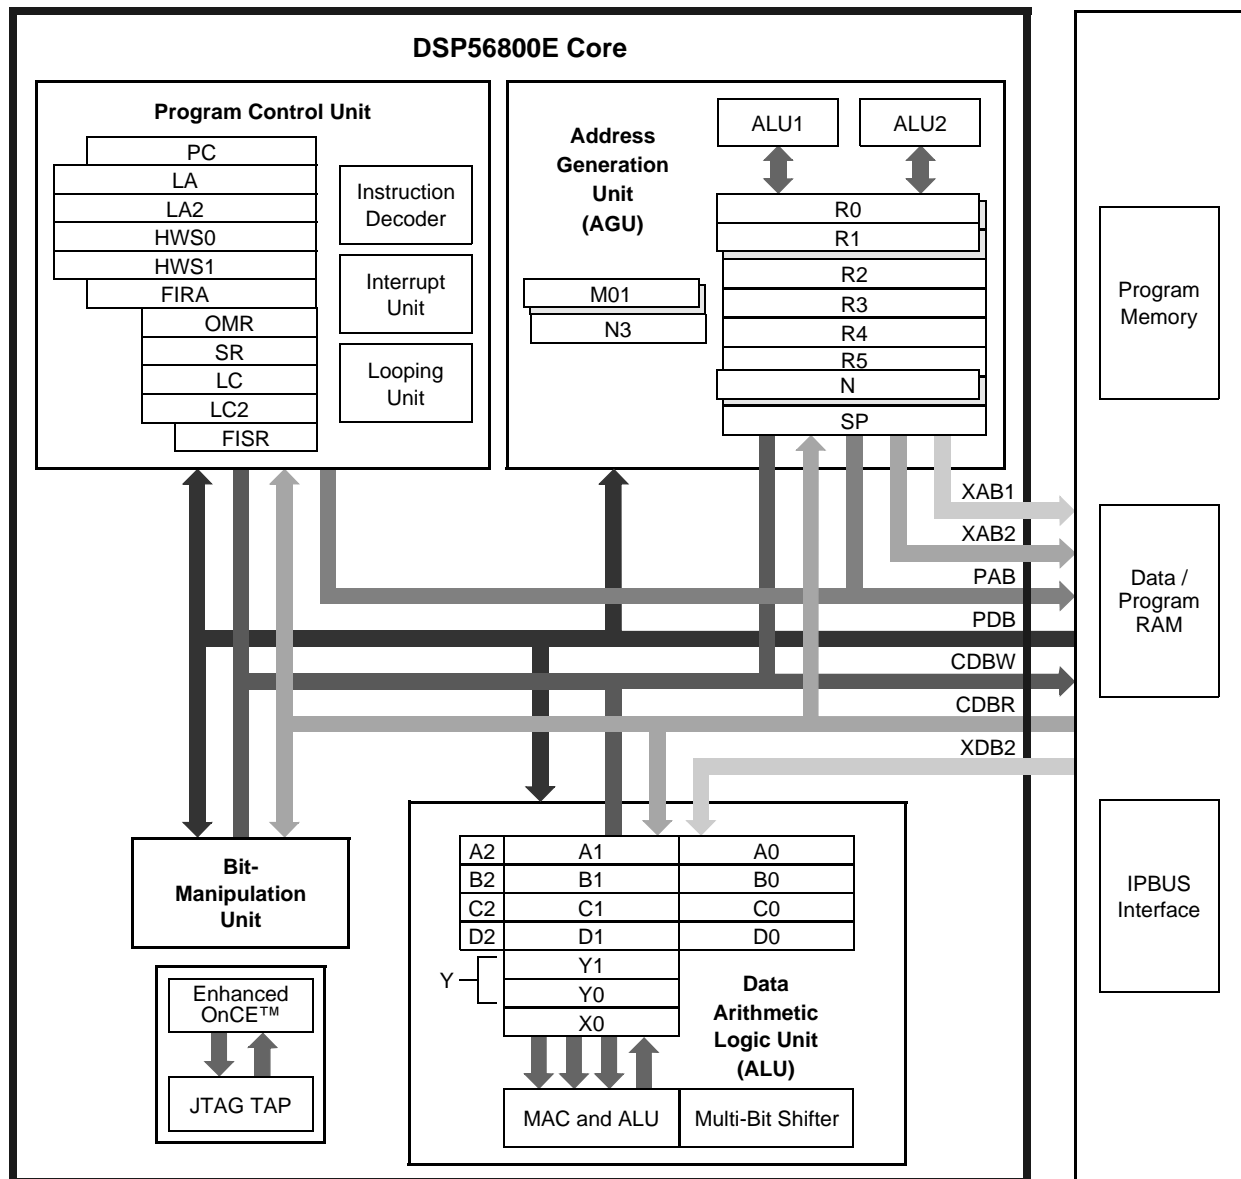 DSP56800E Core
Program Control Unit
PC
LA
LA2
HWS0
HWS1
FIRA
OMR
SR
LC
LC2
FISR
Instruction
Decoder
Interrupt
Unit
Looping
Unit
Address
Generation
Unit
(AGU)
ALU1
ALU2
R0
R1
R2
R3
R4
R5
N
SP
M01
N3
XAB1
XAB2
PAB
PDB
CDBW
CDBR
XDB2
Program
Memory
Data /
Program
RAM
IPBUS
Interface
Bit-
Manipulation
Unit
Enhanced
OnCE™
JTAG TAP
A2 A1 A0
B2 B1 B0
C2 C1 C0
D2 D1 D0
Y
Y1
Y0
X0
Data
Arithmetic
Logic Unit
(ALU)
MAC and ALU
Multi-Bit Shifter